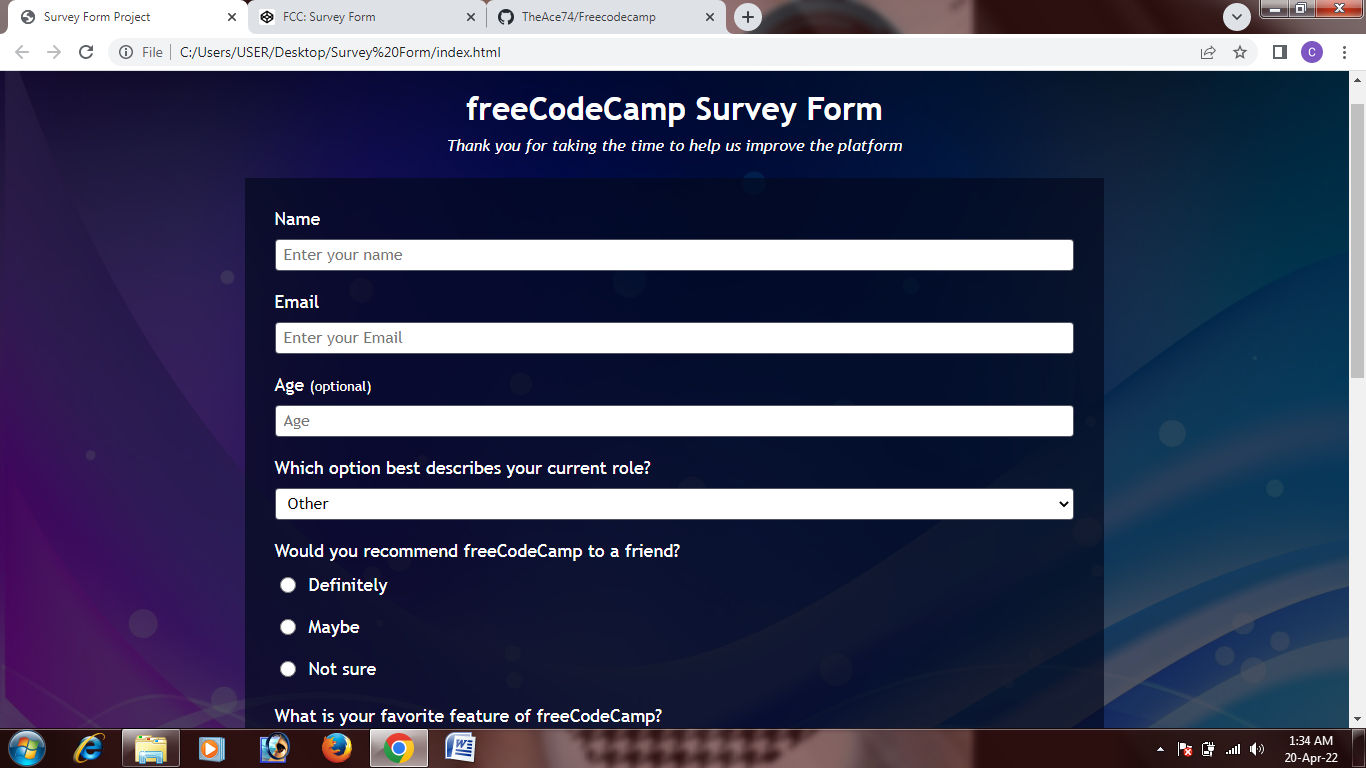 Survey Form Project
FCC: Survey Form
TheAce74/Freecodecamp
File
C:/Users/USER/Desktop/Survey%20Form/index.html
C
freeCodeCamp Survey Form
Thank you for taking the time to help us improve the platform
Name
Enter your name
Email
Enter your Email
Age (optional)
Age
Which option best describes your current role?
Other
Would you recommend freeCodeCamp to a friend?
Definitely
Maybe
Not sure
What is your favorite feature of freeCodeCamp?
1:34 AM
20-Apr-22